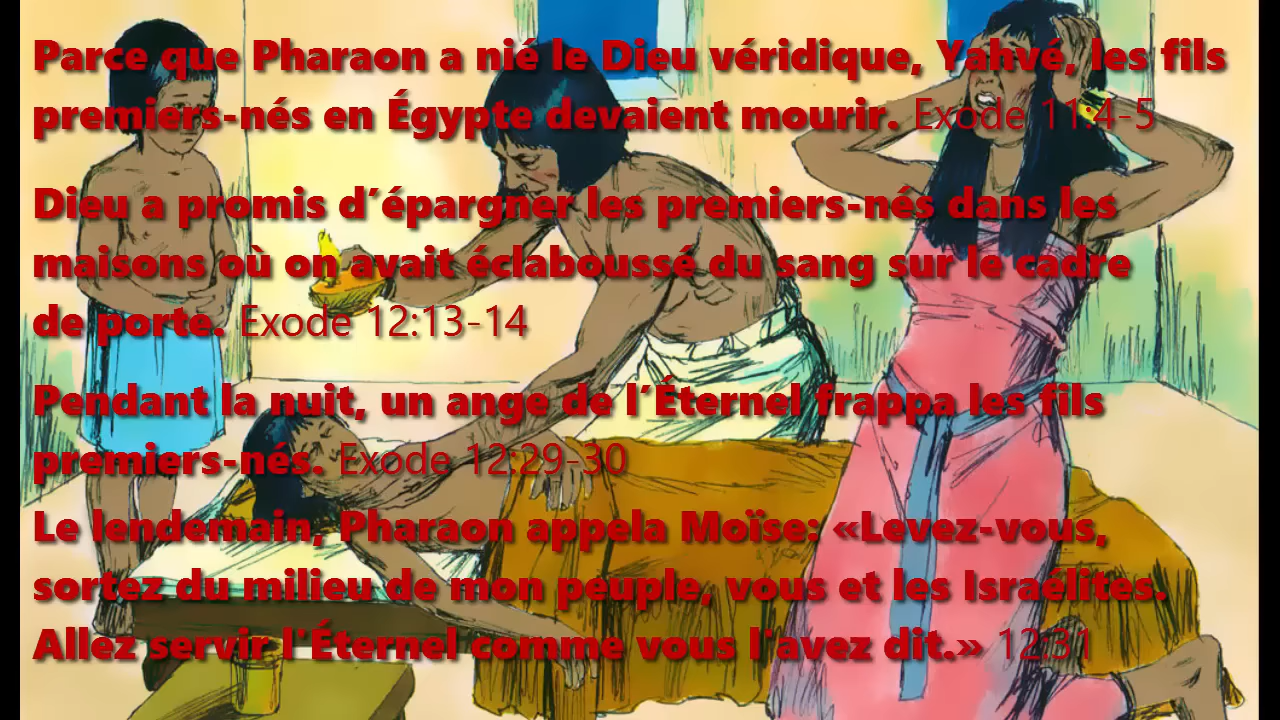 Parce que Pharaon a nié le Dieu véridique, Yahvé, les fils
premiers-nés en Égypte devaient mourir. Exode 11:4-5
Dieu a promis d’épargner les premiers-nés dans les
maisons où on avait éclaboussé du sang sur le cadre
de porte. Exode 12:13-14
Pendant la nuit, un ange de l’Éternel frappa les fils
premiers-nés. Exode 12:29-30
Le lendemain, Pharaon appela Moïse: «Levez-vous,
sortez du milieu de mon peuple, vous et les Israélites.
Allez servir l'Éternel comme vous l'avez dit.» 12:31